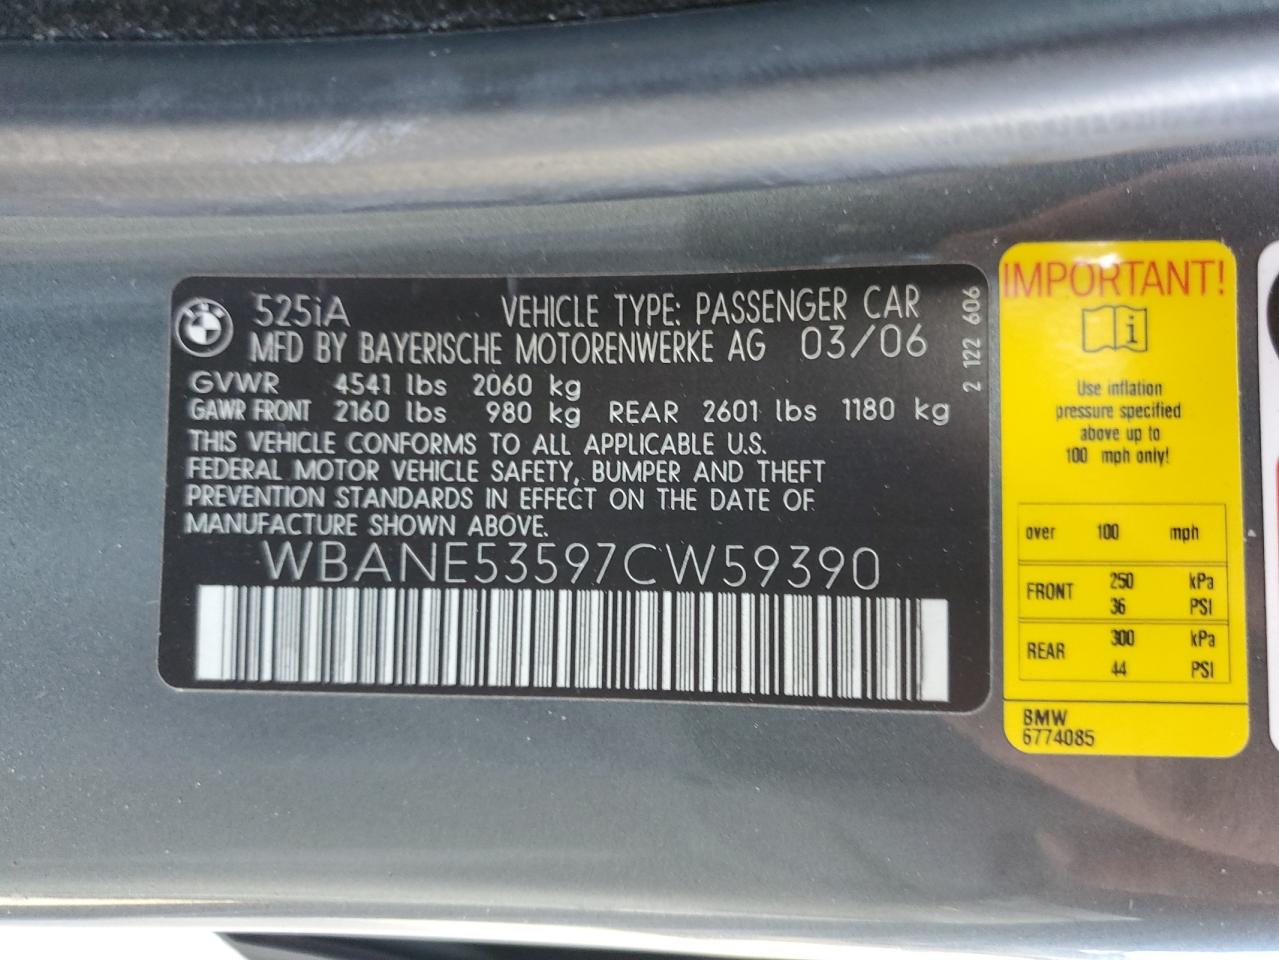 525iA VEHICLE TYPE: PASSENGER CAR
MFD BY BAYERISCHE MOTORENWERKE AG 03/06
GVWR 4541 lbs 2060 kg
GAWR FRONT 2160 lbs 980 kg REAR 2601 lbs 1180 kg
THIS VEHICLE CONFORMS TO ALL APPLICABLE U.S.
FEDERAL MOTOR VEHICLE SAFETY, BUMPER AND THEFT
PREVENTION STANDARDS IN EFFECT ON THE DATE OF
MANUFACTURE SHOWN ABOVE.
WBANE53597CW59390
2 122 606
IMPORTANT!
i
Use inflation
pressure specified
above up to
100 mph only!
over 100 mph
FRONT 250 kPa
36 PSI
REAR 300 kPa
44 PSI
BMW
6774085